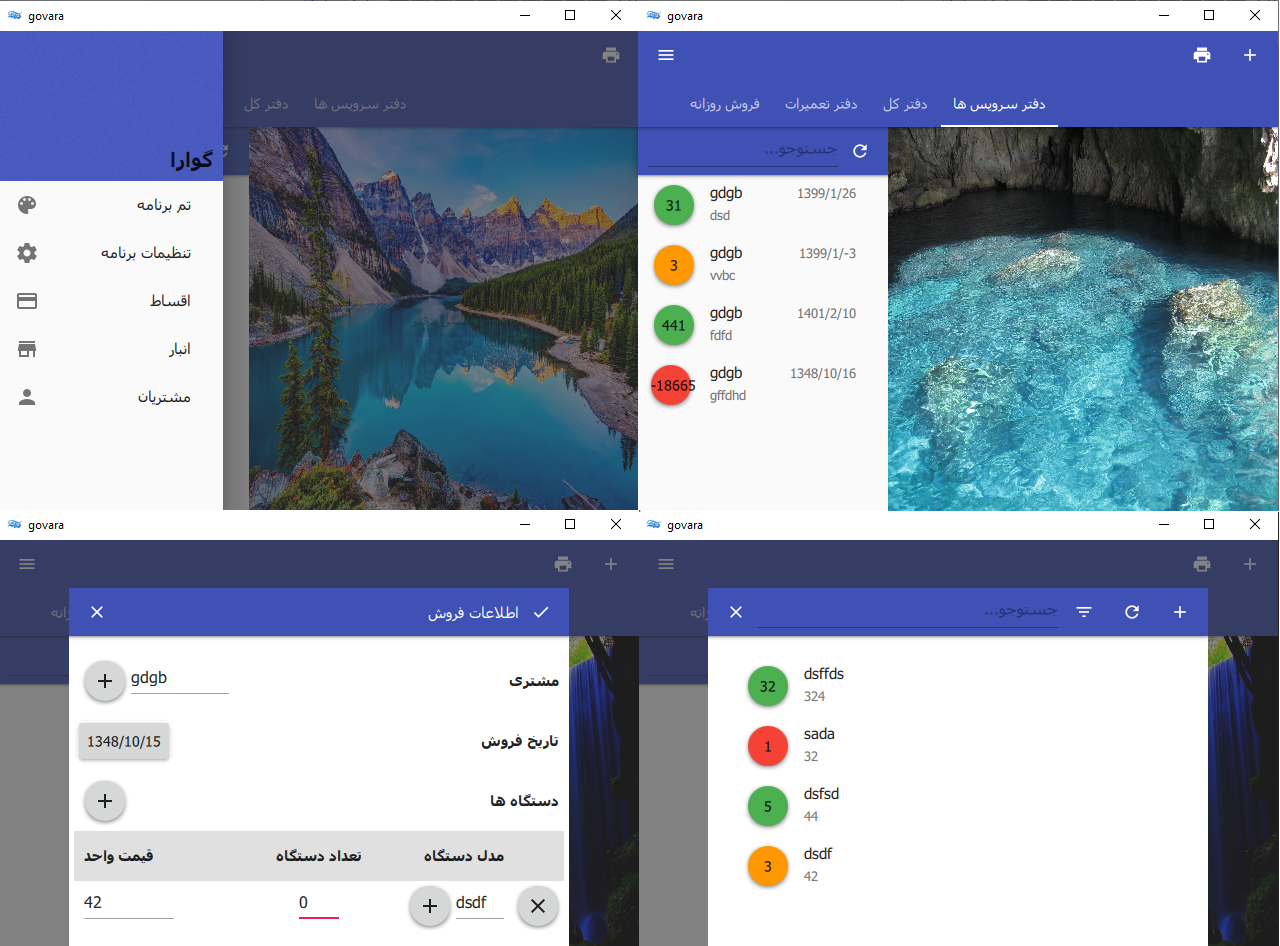 govara
دفتر کل
دفتر سرویس ها
گوارا
تم برنامه
تنظیمات برنامه
اقساط
انبار
مشتریان
govara
دفتر سرویس ها
دفتر کل
دفتر تعمیرات
فروش روزانه
جستوجو...
31
gdgb
1399/1/26
dsd
3
gdgb
1399/1/-3
vvbc
441
gdgb
1401/2/10
fdfd
-18665
gdgb
1348/10/16
gffdhd
govara
انه
اطلاعات فروش
مشتری
gdgb
تاریخ فروش
1348/10/15
دستگاه ها
مدل دستگاه
تعداد دستگاه
قیمت واحد
dsdf
0
42
govara
انه
جستوجو...
32
dsffds
324
1
sada
32
5
dsfsd
44
3
dsdf
42